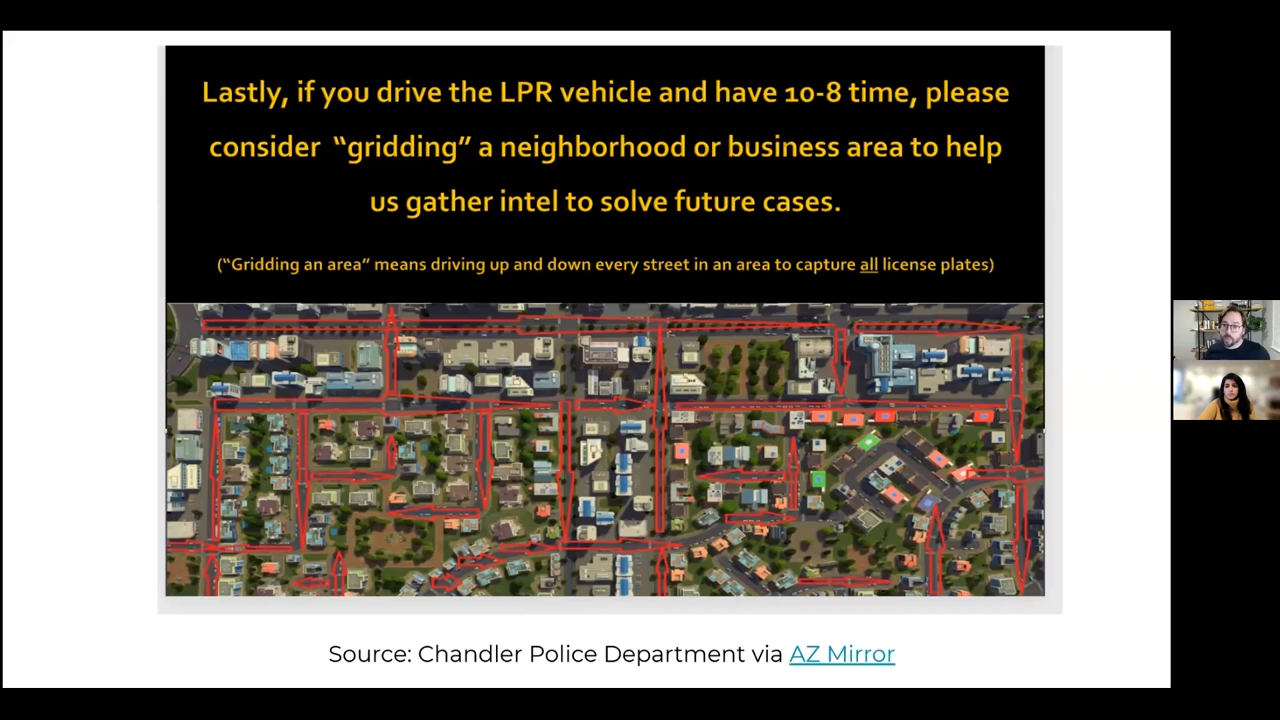 Lastly, if you drive the LPR vehicle and have 10-8 time, please
consider “gridding” a neighborhood or business area to help
us gather intel to solve future cases.
(“Gridding an area” means driving up and down every street in an area to capture all license plates)
Source: Chandler Police Department via AZ Mirror